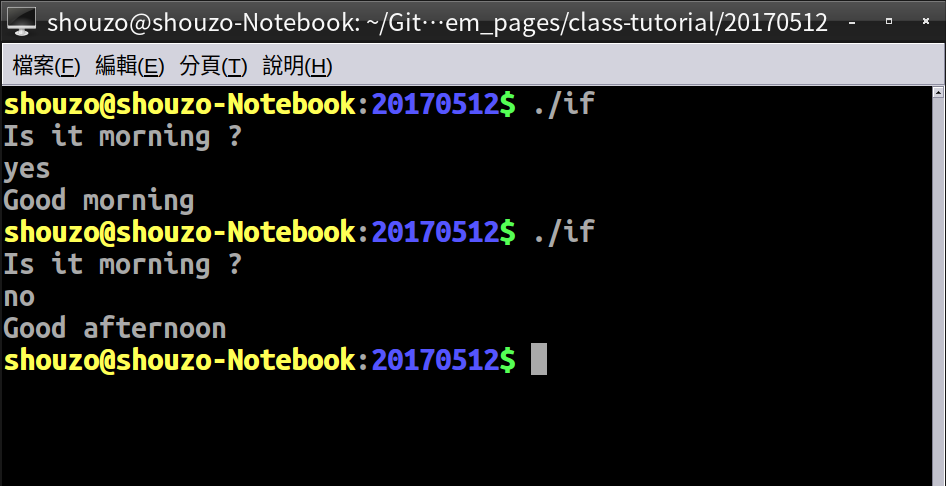 shouzo@shouzo-Notebook: ~/Git…em_pages/class-tutorial/20170512
檔案(F) 編輯(E) 分頁(T) 說明(H)
shouzo@shouzo-Notebook:20170512$ ./if
Is it morning ?
yes
Good morning
shouzo@shouzo-Notebook:20170512$ ./if
Is it morning ?
no
Good afternoon
shouzo@shouzo-Notebook:20170512$